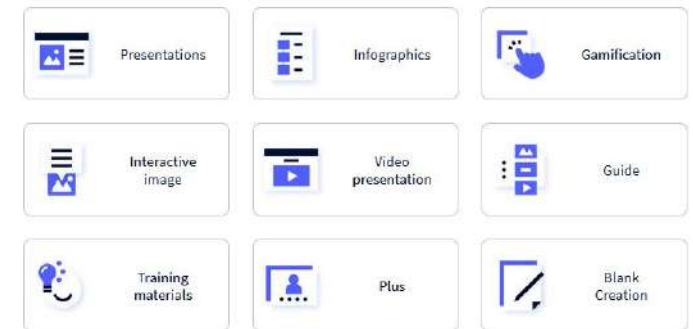 Presentations
Infographics
Gamification
Interactive
image
Video
presentation
Guide
Training
materials
Plus
Blank
Creation